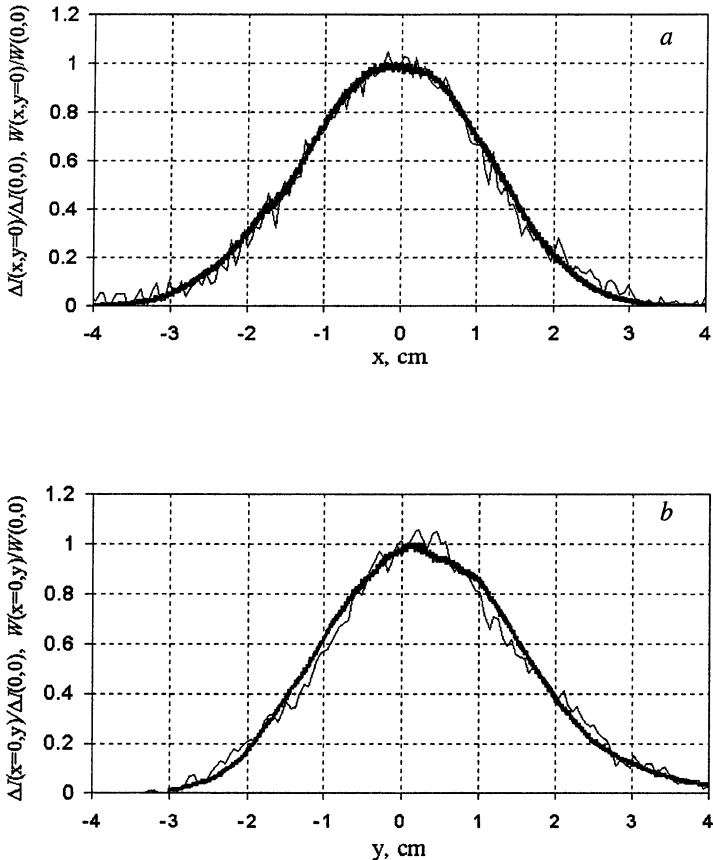 ΔI(x,y=0)/ΔI(0,0), W(x,y=0)/W(0,0)
1.2
1
0.8
0.6
0.4
0.2
0
a
-4 -3 -2 -1 0 1 2 3 4
x, cm
ΔI(x=0,y)/ΔI(0,0), W(x=0,y)/W(0,0)
1.2
1
0.8
0.6
0.4
0.2
0
b
-4 -3 -2 -1 0 1 2 3 4
y, cm